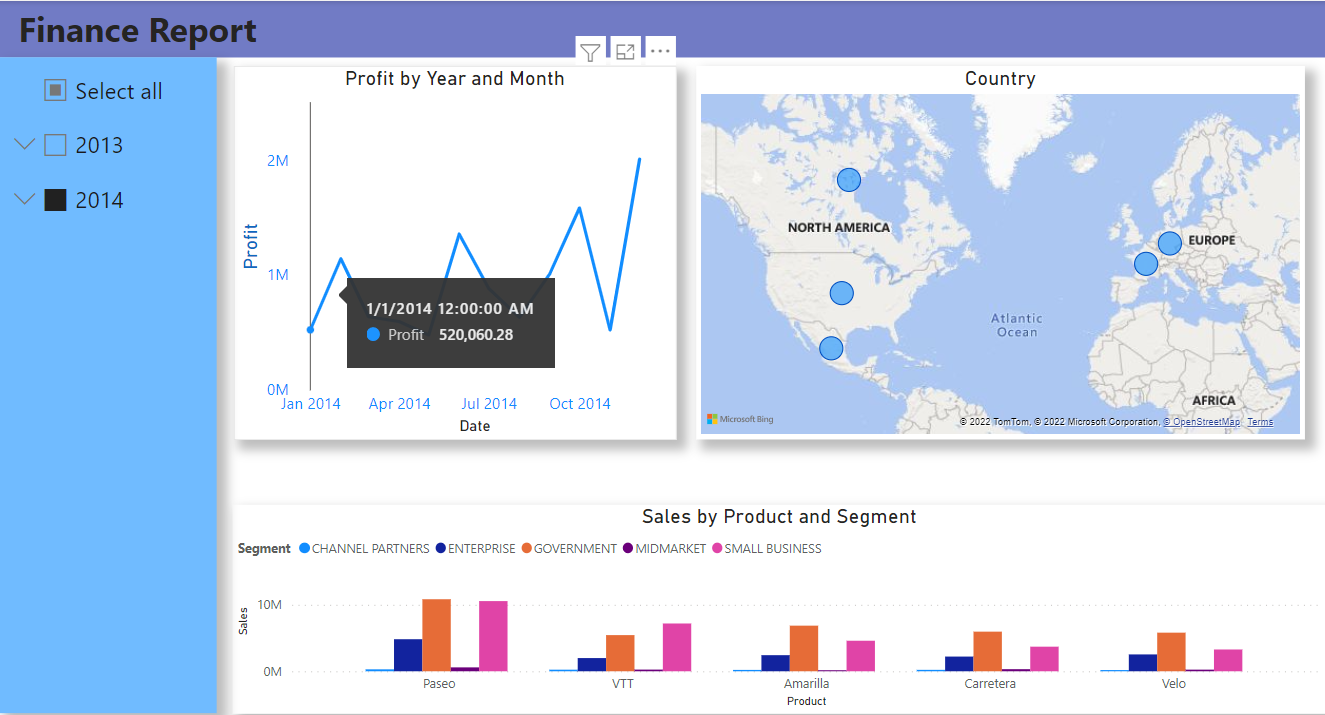 Finance Report
Select all
2013
2014
Profit by Year and Month
2M
1M
0M
Profit
1/1/2014 12:00:00 AM
Profit 520,060.28
Jan 2014 Apr 2014 Jul 2014 Oct 2014
Date
Country
NORTH AMERICA
EUROPE
Atlantic
Ocean
AFRICA
Microsoft Bing
© 2022 TomTom, © 2022 Microsoft Corporation, © OpenStreetMap Terms
Sales by Product and Segment
Segment CHANNEL PARTNERS ENTERPRISE GOVERNMENT MIDMARKET SMALL BUSINESS
10M
0M
Sales
Paseo VTT Amarilla Carretera Velo
Product